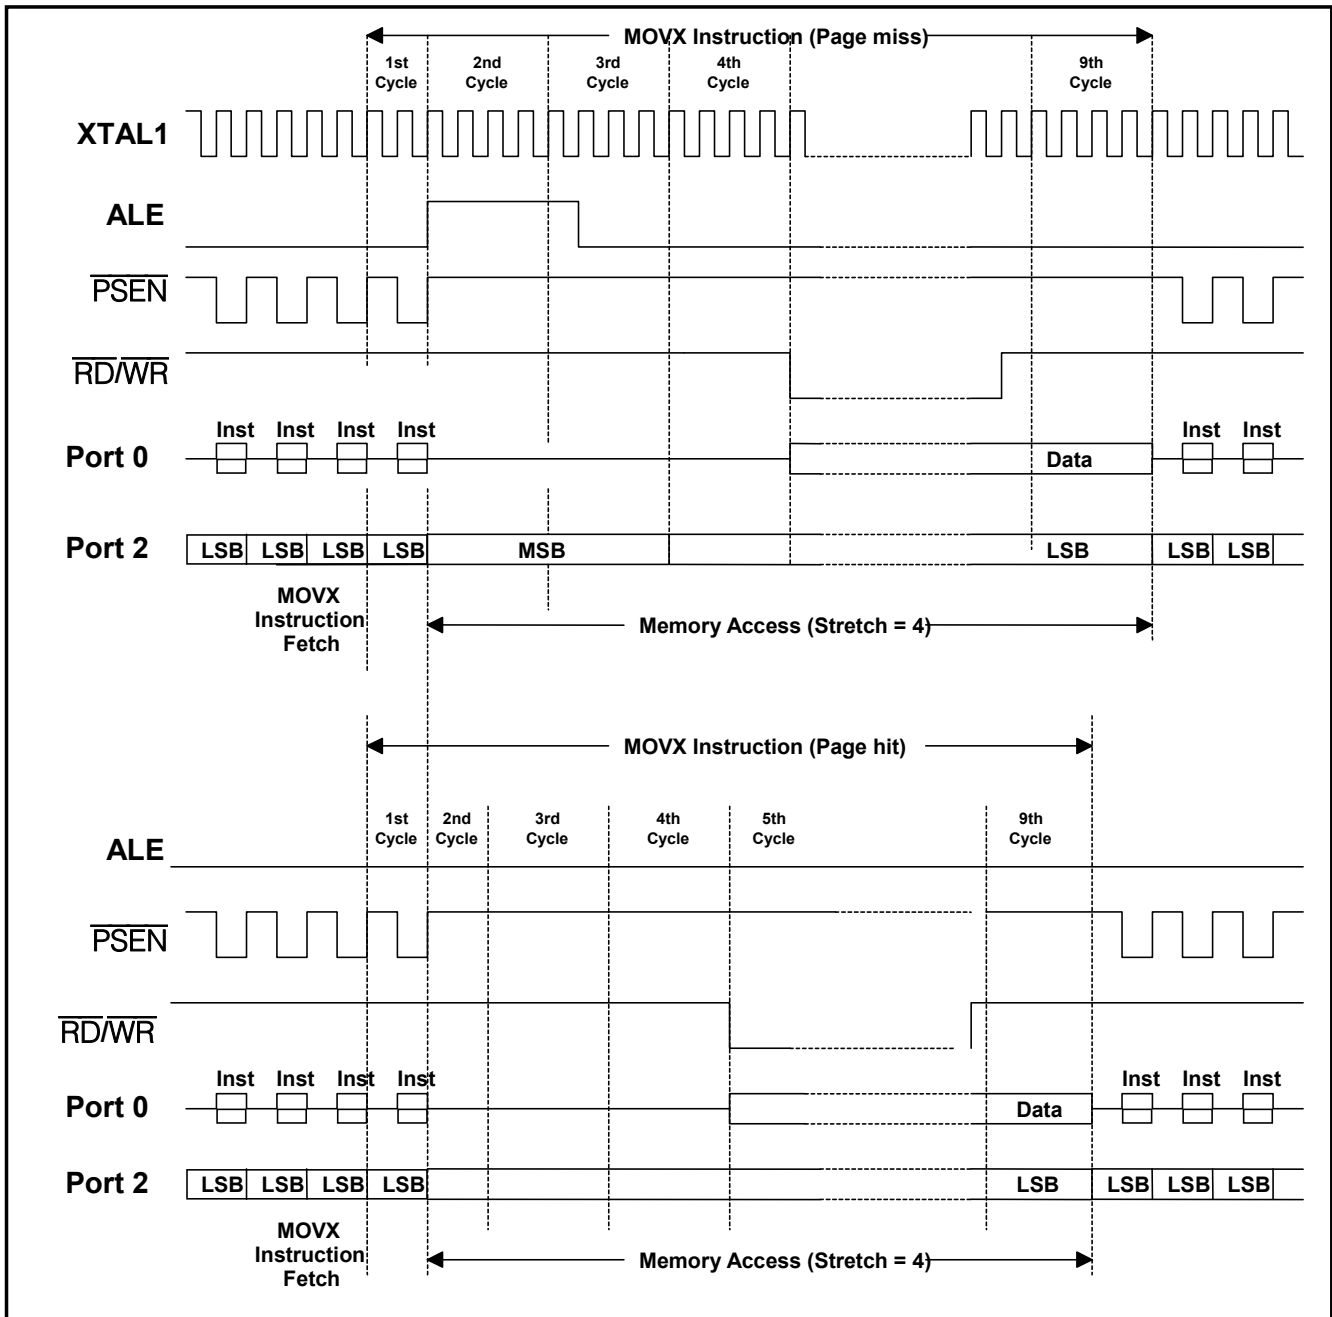 MOVX Instruction (Page miss)
1st Cycle
2nd Cycle
3rd Cycle
4th Cycle
9th Cycle
XTAL1
ALE
PSEN
RD/WR
Inst Inst Inst Inst Inst Inst
Port 0
Data
Port 2
LSB LSB LSB LSB MSB LSB LSB LSB
MOVX
Instruction
Fetch
Memory Access (Stretch = 4)
MOVX Instruction (Page hit)
1st Cycle
2nd Cycle
3rd Cycle
4th Cycle
5th Cycle
9th Cycle
ALE
PSEN
RD/WR
Inst Inst Inst Inst Inst Inst Inst
Port 0
Data
Port 2
LSB LSB LSB LSB LSB LSB LSB LSB
MOVX
Instruction
Fetch
Memory Access (Stretch = 4)